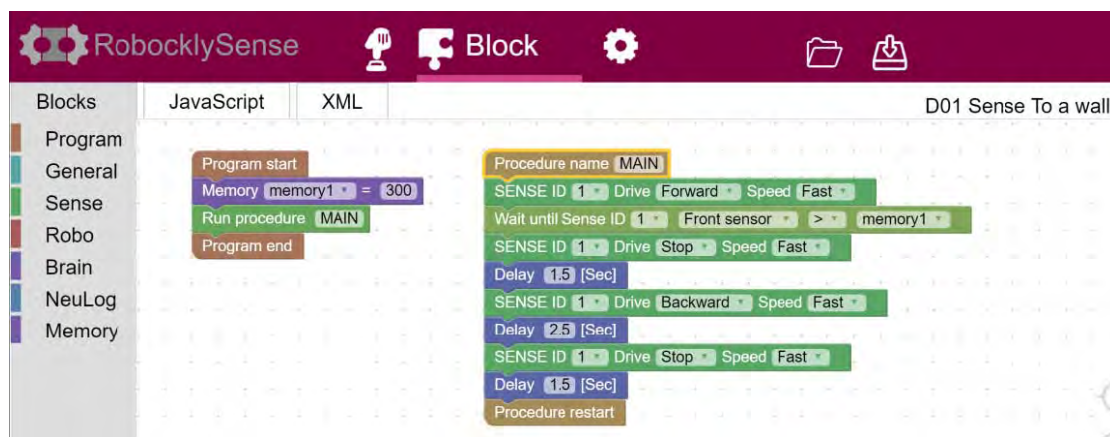 RobocklySense Block
Blocks JavaScript XML D01 Sense To a wall
Program
General
Sense
Robo
Brain
NeuLog
Memory
Program start
Memory memory1 = 300
Run procedure MAIN
Program end
Procedure name MAIN
SENSE ID 1 Drive Forward Speed Fast
Wait until Sense ID 1 Front sensor > memory1
SENSE ID 1 Drive Stop Speed Fast
Delay 1.5 [Sec]
SENSE ID 1 Drive Backward Speed Fast
Delay 2.5 [Sec]
SENSE ID 1 Drive Stop Speed Fast
Delay 1.5 [Sec]
Procedure restart